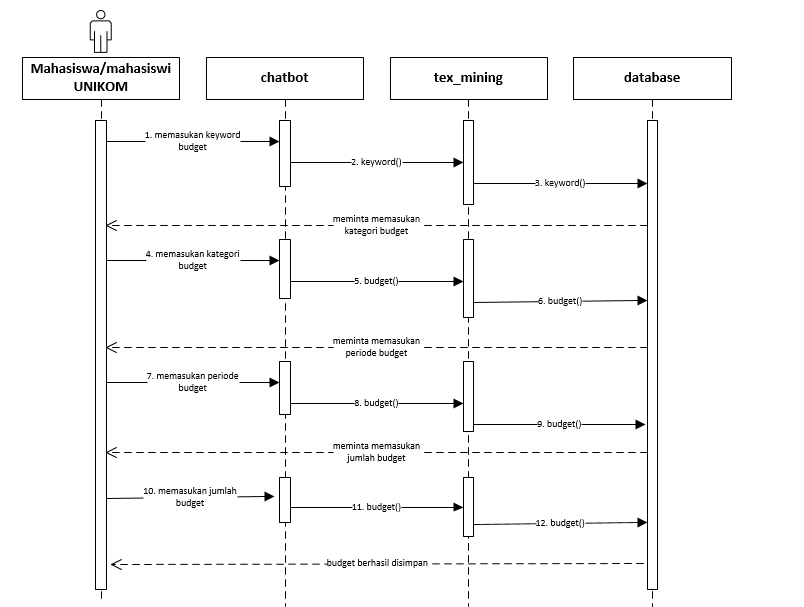 Mahasiswa/mahasiswi
UNIKOM
chatbot
tex_mining
database
1. memasukan keyword
budget
2. keyword()
3. keyword()
meminta memasukan
kategori budget
4. memasukan kategori
budget
5. budget()
6. budget()
meminta memasukan
periode budget
7. memasukan periode
budget
8. budget()
9. budget()
meminta memasukan
jumlah budget
10. memasukan jumlah
budget
11. budget()
12. budget()
budget berhasil disimpan